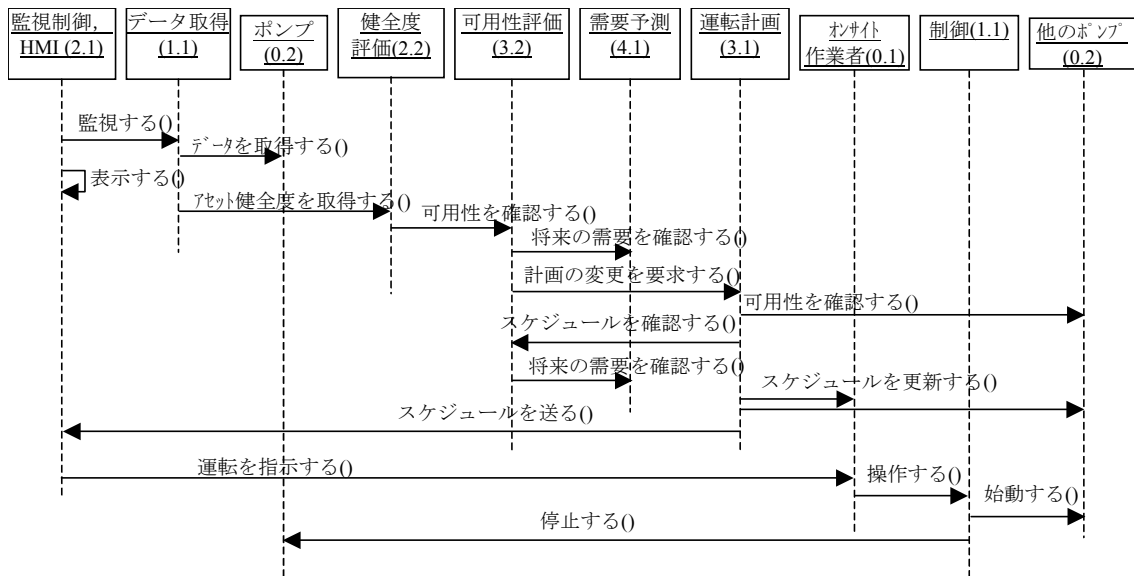 監視制御,
HMI (2.1)
データ取得
(1.1)
ポンプ
(0.2)
健全度
評価(2.2)
可用性評価
(3.2)
需要予測
(4.1)
運転計画
(3.1)
ｵﾝｻｲﾄ
作業者(0.1)
制御(1.1)
他のﾎﾟﾝﾌﾟ
(0.2)
監視する()
ﾃﾞｰﾀを取得する()
表示する()
ｱｾｯﾄ健全度を取得する()
可用性を確認する()
将来の需要を確認する()
計画の変更を要求する()
可用性を確認する()
スケジュールを確認する()
将来の需要を確認する()
スケジュールを更新する()
スケジュールを送る()
運転を指示する()
操作する()
始動する()
停止する()